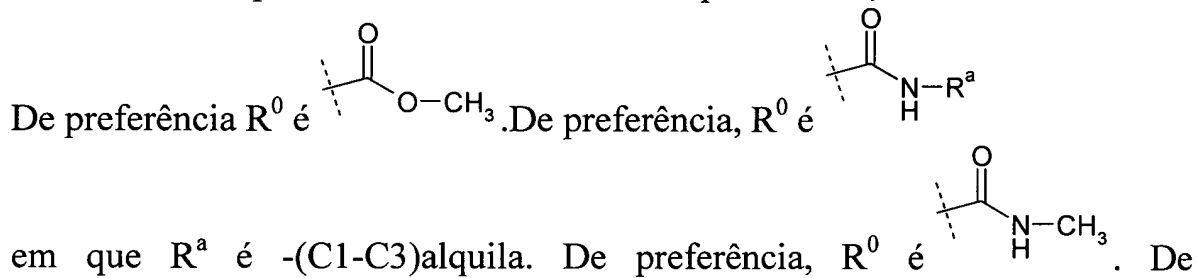 De preferência R⁰ é O O–CH₃ .De preferência, R⁰ é O N H –Rᵃ
em que Rᵃ é -(C1-C3)alquila. De preferência, R⁰ é O N H –CH₃ . De